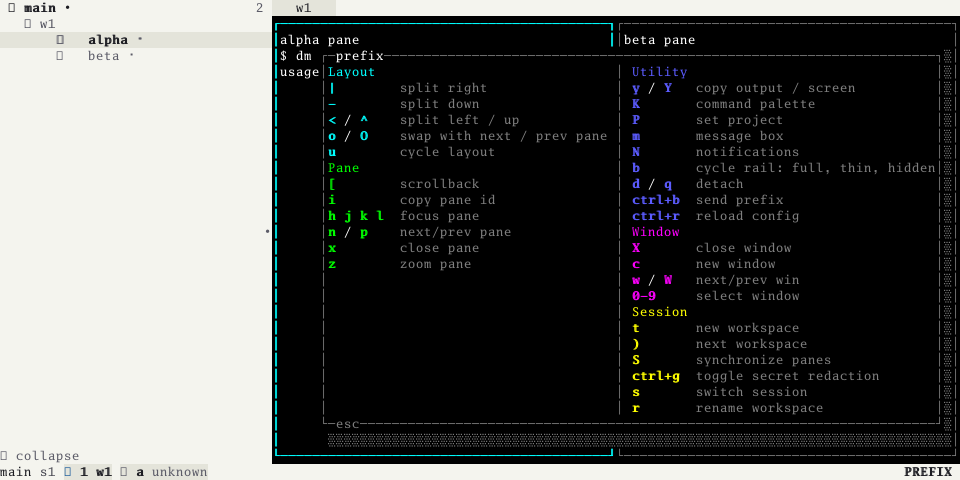 main • 2 w1
w1
alpha *
beta *
alpha pane
beta pane
$ dm
usage
prefix
Layout
| split right
- split down
< / ^ split left / up
o / O swap with next / prev pane
u cycle layout
Pane
[ scrollback
i copy pane id
h j k l focus pane
n / p next/prev pane
x close pane
z zoom pane
Utility
y / Y copy output / screen
K command palette
P set project
m message box
N notifications
b cycle rail: full, thin, hidden
d / q detach
ctrl+b send prefix
ctrl+r reload config
Window
X close window
c new window
w / W next/prev win
0-9 select window
Session
t new workspace
) next workspace
S synchronize panes
ctrl+g toggle secret redaction
s switch session
r rename workspace
esc
collapse
main s1 1 w1 a unknown PREFIX